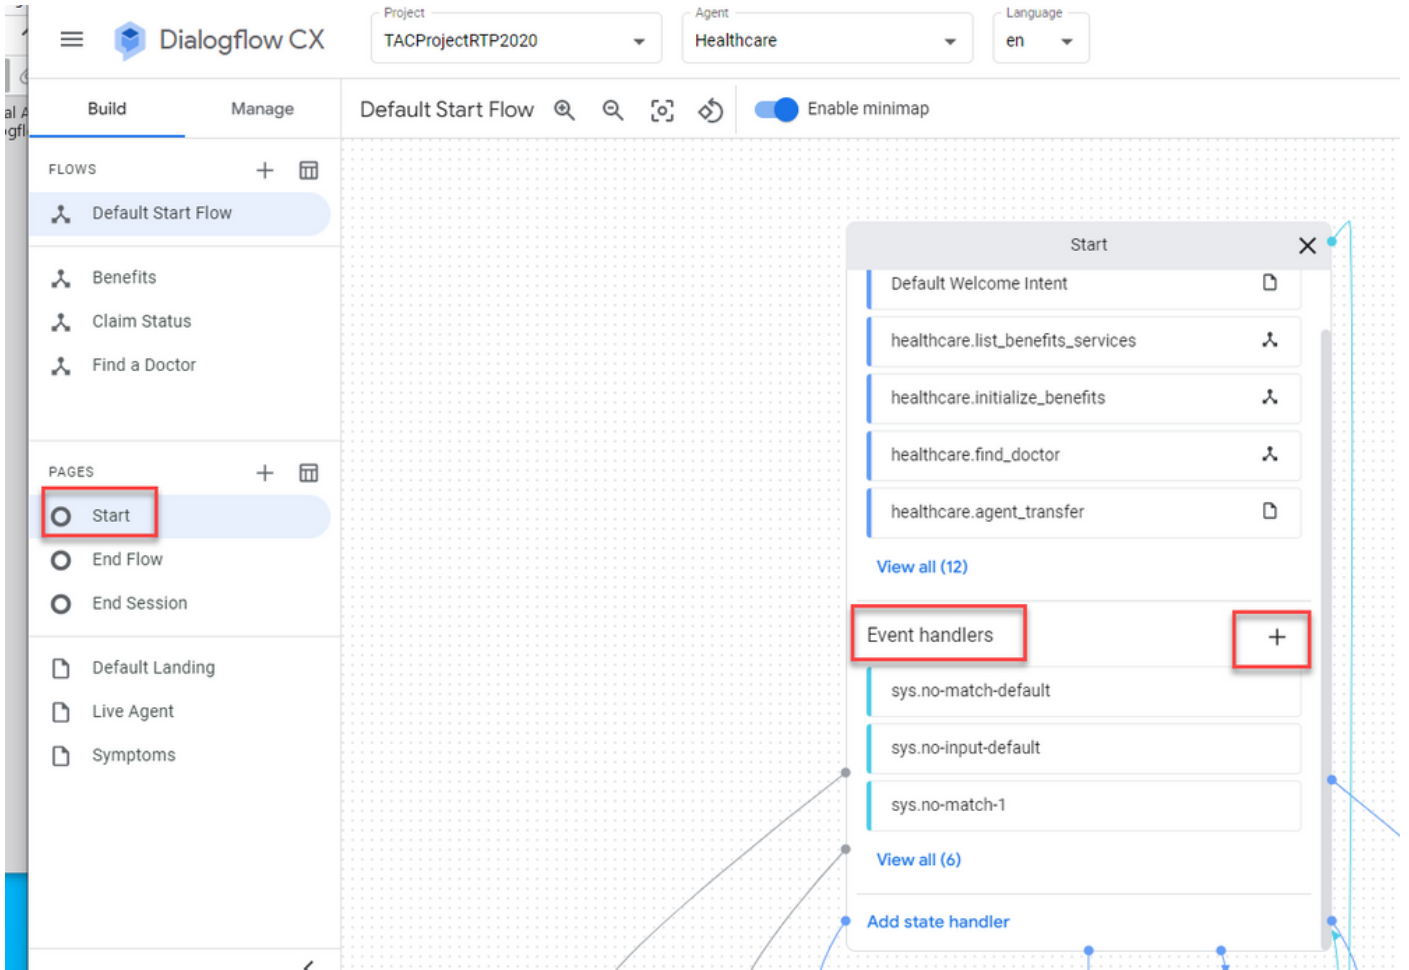 Project
Agent
Language
Dialogflow CX
TACProjectRTP2020
Healthcare
en
Build
Manage
Default Start Flow
Enable minimap
FLOWS
Default Start Flow
Benefits
Claim Status
Find a Doctor
PAGES
Start
End Flow
End Session
Default Landing
Live Agent
Symptoms
Start
Default Welcome Intent
healthcare.list_benefits_services
healthcare.initialize_benefits
healthcare.find_doctor
healthcare.agent_transfer
View all (12)
Event handlers
sys.no-match-default
sys.no-input-default
sys.no-match-1
View all (6)
Add state handler